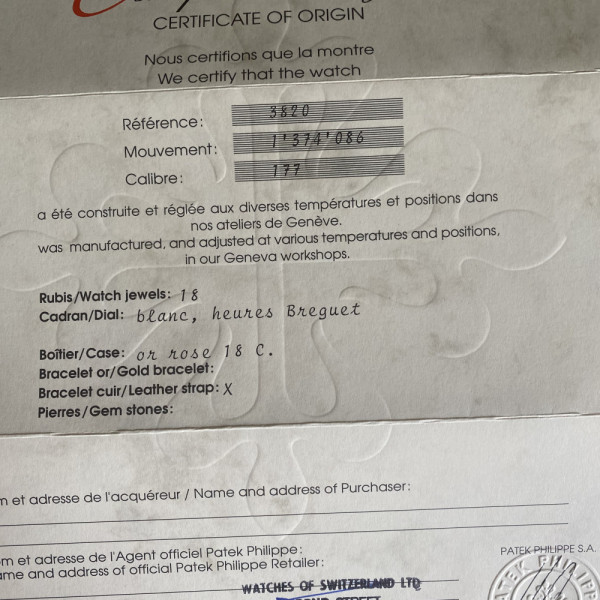 CERTIFICATE OF ORIGIN
Nous certifions que la montre
We certify that the watch
Référence: 3820
Mouvement: 1'374'086
Calibre: 177
a été construite et réglée aux diverses températures et positions dans
nos ateliers de Genève.
was manufactured, and adjusted at various temperatures and positions,
in our Geneva workshops.
Rubis/Watch jewels: 18
Cadran/Dial: blanc, heures Breguet
Boîtier/Case: or rose 18 C.
Bracelet or/Gold bracelet:
Bracelet cuir/Leather strap: X
Pierres/Gem stones:
m et adresse de l'acquéreur / Name and address of Purchaser:
om et adresse de l'Agent officiel Patek Philippe:
ame and address of official Patek Philippe Retailer:
PATEK PHILIPPE S.A.
WATCHES OF SWITZERLAND LTD
PATEK PHILIPPE